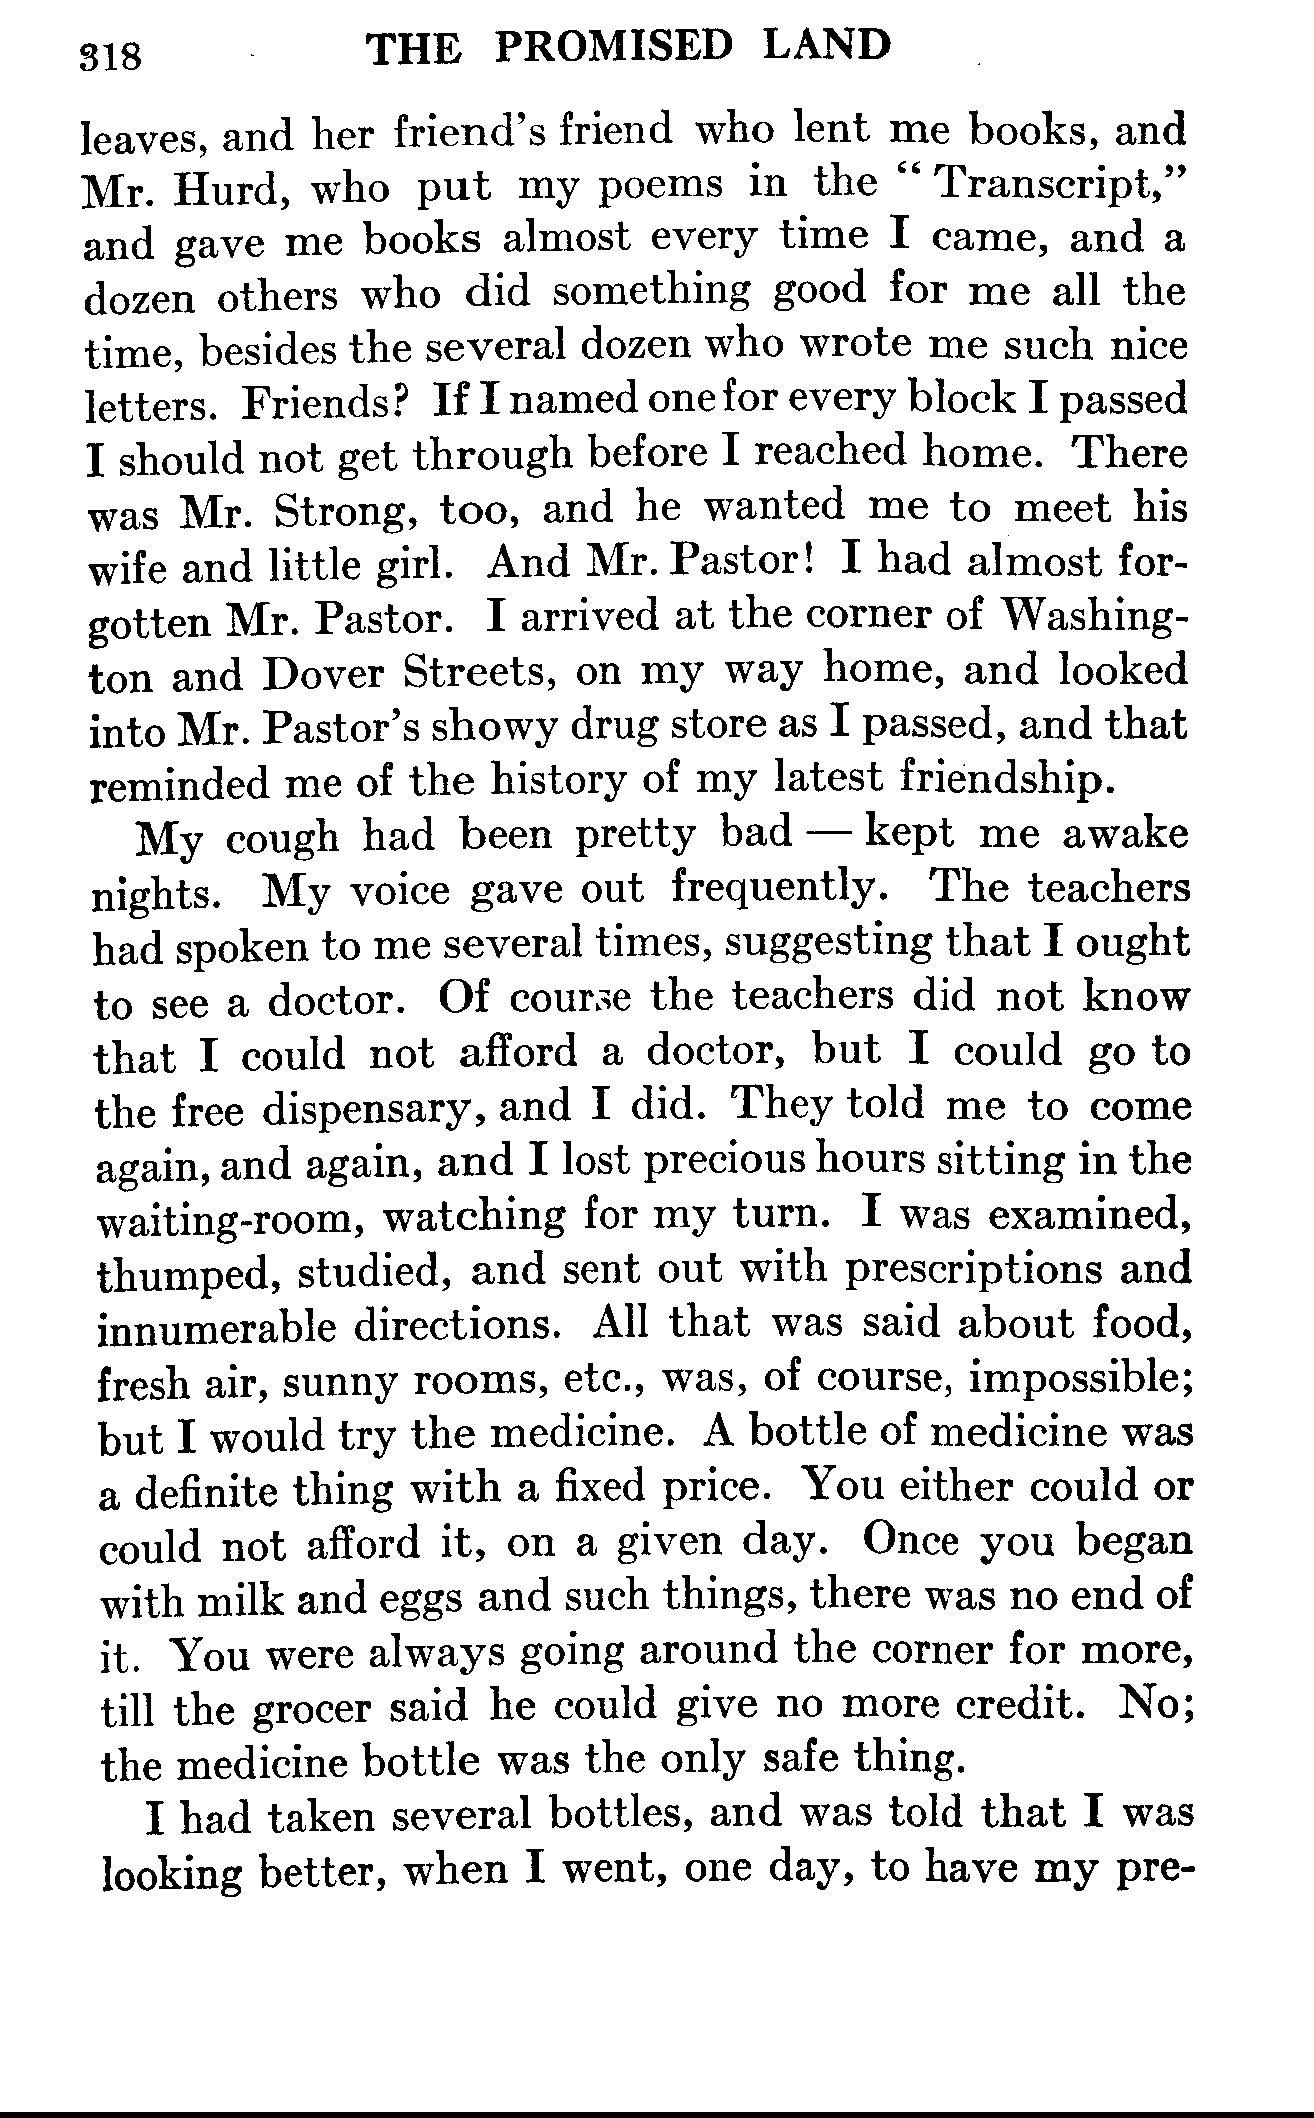 318 THE PROMISED LAND
leaves, and her friend's friend who lent me books, and
Mr. Hurd, who put my poems in the “Transcript,”
and gave me books almost every time I came, and a
dozen others who did something good for me all the
time, besides the several dozen who wrote me such nice
letters. Friends? If I named one for every block I passed
I should not get through before I reached home. There
was Mr. Strong, too, and he wanted me to meet his
wife and little girl. And Mr. Pastor! I had almost for-
gotten Mr. Pastor. I arrived at the corner of Washing-
ton and Dover Streets, on my way home, and looked
into Mr. Pastor's showy drug store as I passed, and that
reminded me of the history of my latest friendship.
My cough had been pretty bad — kept me awake
nights. My voice gave out frequently. The teachers
had spoken to me several times, suggesting that I ought
to see a doctor. Of course the teachers did not know
that I could not afford a doctor, but I could go to
the free dispensary, and I did. They told me to come
again, and again, and I lost precious hours sitting in the
waiting-room, watching for my turn. I was examined,
thumped, studied, and sent out with prescriptions and
innumerable directions. All that was said about food,
fresh air, sunny rooms, etc., was, of course, impossible;
but I would try the medicine. A bottle of medicine was
a definite thing with a fixed price. You either could or
could not afford it, on a given day. Once you began
with milk and eggs and such things, there was no end of
it. You were always going around the corner for more,
till the grocer said he could give no more credit. No;
the medicine bottle was the only safe thing.
I had taken several bottles, and was told that I was
looking better, when I went, one day, to have my pre-